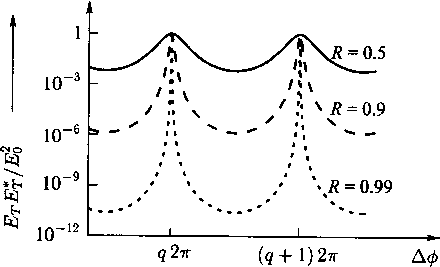 1
R = 0.5
10⁻³
R = 0.9
10⁻⁶
10⁻⁹
R = 0.99
10⁻¹²
E_T E_T^* / E_0^2
q 2π
(q + 1) 2π
Δϕ